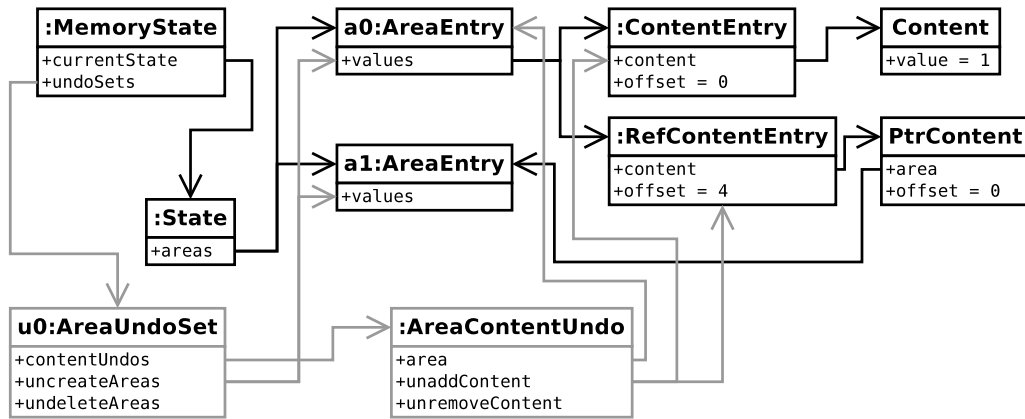 :MemoryState
+currentState
+undoSets
a0:AreaEntry
+values
:ContentEntry
+content
+offset = 0
Content
+value = 1
a1:AreaEntry
+values
:RefContentEntry
+content
+offset = 4
PtrContent
+area
+offset = 0
:State
+areas
u0:AreaUndoSet
+contentUndos
+uncreateAreas
+undeleteAreas
:AreaContentUndo
+area
+unaddContent
+unremoveContent